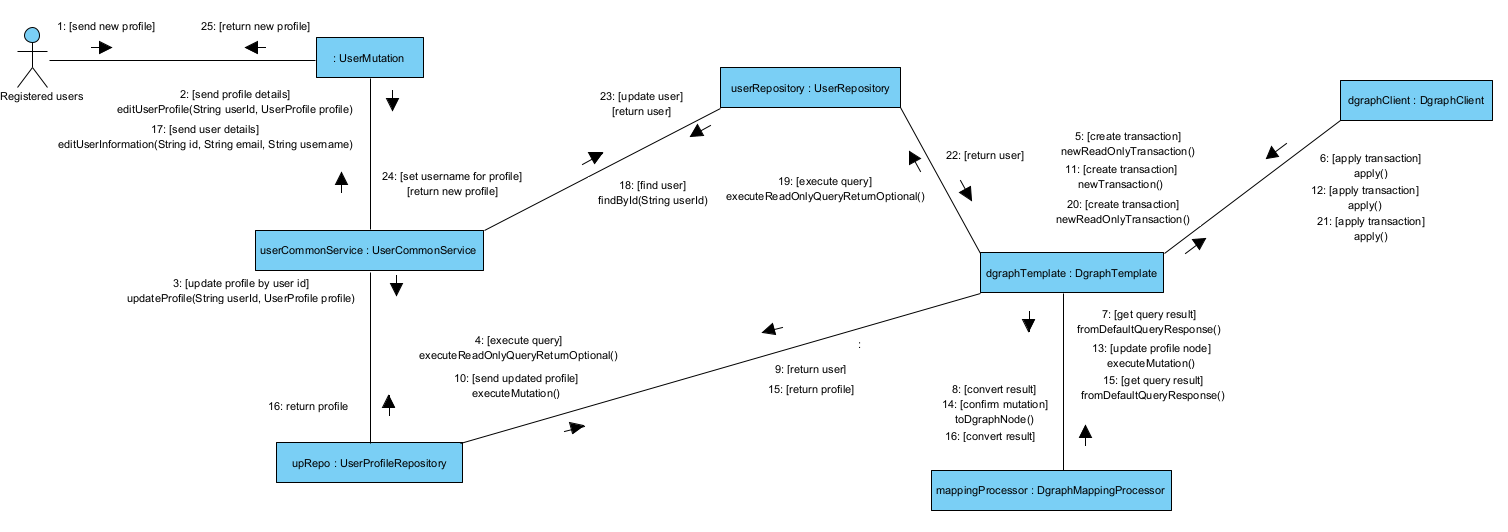 1: [send new profile]
25: [return new profile]
Registered users
: UserMutation
2: [send profile details]
editUserProfile(String userId, UserProfile profile)
17: [send user details]
editUserInformation(String id, String email, String username)
24: [set username for profile]
[return new profile]
23: [update user]
[return user]
userRepository : UserRepository
18: [find user]
findById(String userId)
19: [execute query]
executeReadOnlyQueryReturnOptional()
22: [return user]
dgraphClient : DgraphClient
5: [create transaction]
newReadOnlyTransaction()
11: [create transaction]
newTransaction()
20: [create transaction]
newReadOnlyTransaction()
6: [apply transaction]
apply()
12: [apply transaction]
apply()
21: [apply transaction]
apply()
userCommonService : UserCommonService
dgraphTemplate : DgraphTemplate
3: [update profile by user id]
updateProfile(String userId, UserProfile profile)
4: [execute query]
executeReadOnlyQueryReturnOptional()
10: [send updated profile]
executeMutation()
:
9: [return user]
15: [return profile]
7: [get query result]
fromDefaultQueryResponse()
13: [update profile node]
executeMutation()
15: [get query result]
fromDefaultQueryResponse()
8: [convert result]
14: [confirm mutation]
toDgraphNode()
16: [convert result]
16: return profile
upRepo : UserProfileRepository
mappingProcessor : DgraphMappingProcessor